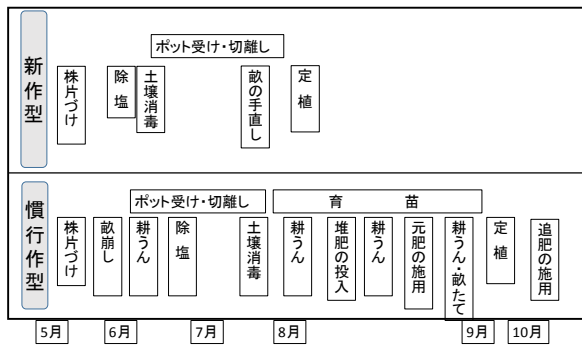 新作型
ポット受け・切離し
株片づけ
除塩
土壌消毒
畝の手直し
定植
慣行作型
ポット受け・切離し
育苗
株片づけ
畝崩し
耕うん
除塩
土壌消毒
耕うん
堆肥の投入
耕うん
元肥の施用
耕うん・畝たて
定植
追肥の施用
5月
6月
7月
8月
9月
10月